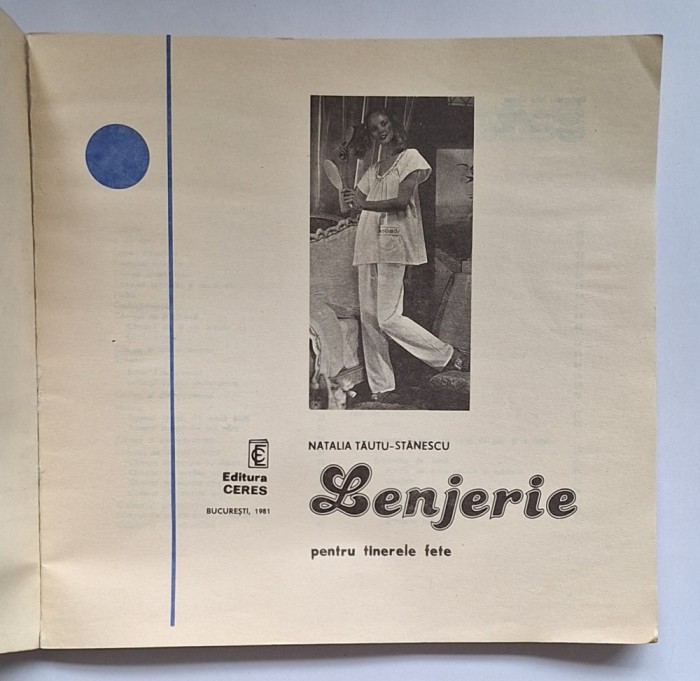 NATALIA TĂUTU-STĂNESCU
Lenjerie
pentru tinerele fete
Editura
CERES
BUCUREȘTI, 1981